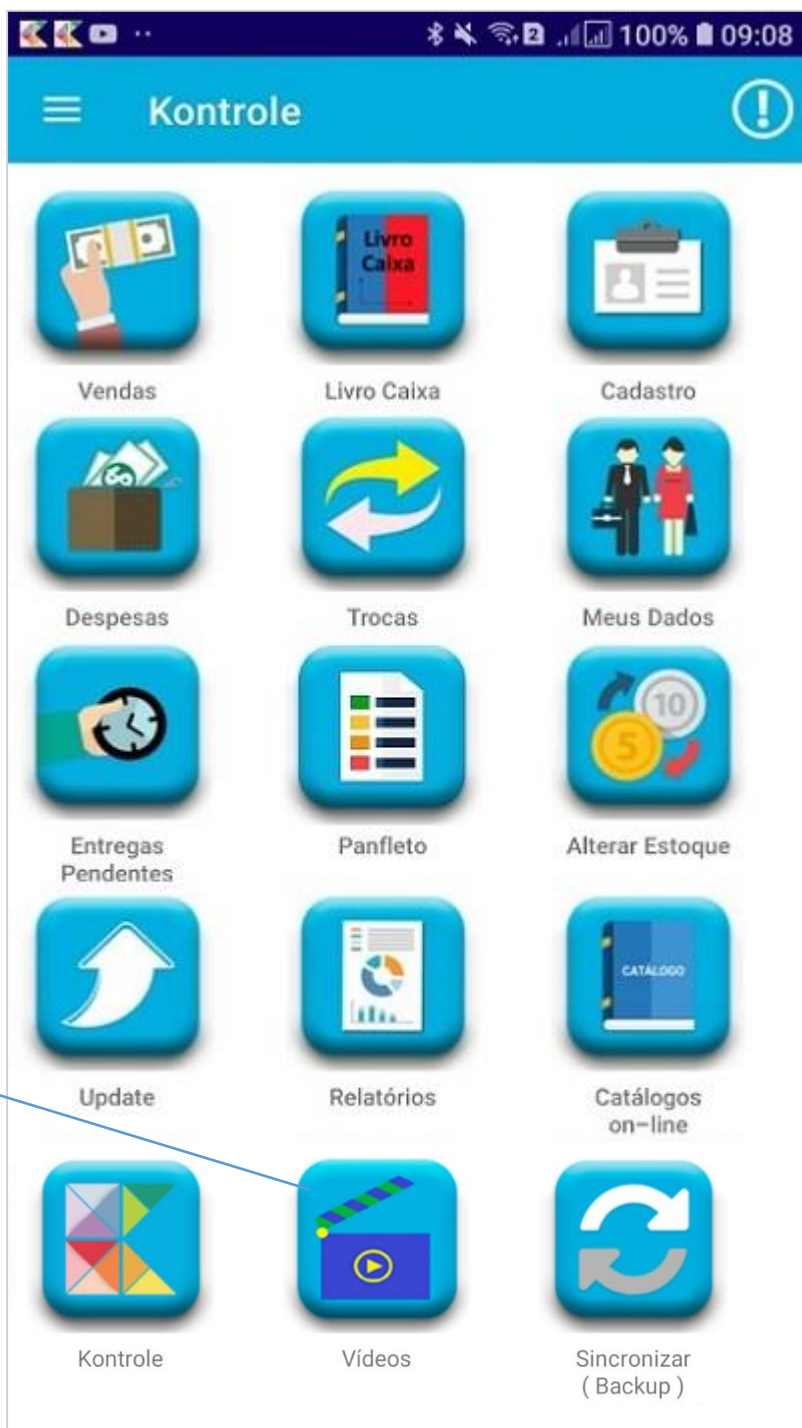 2 100% 09:08
Kontrole
Livro
Caixa
Vendas Livro Caixa Cadastro
Despesas Trocas Meus Dados
10
5
Entregas Panfleto Alterar Estoque
Pendentes
CATÁLOGO
Update Relatórios Catálogos
on-line
Kontrole Vídeos Sincronizar
( Backup )